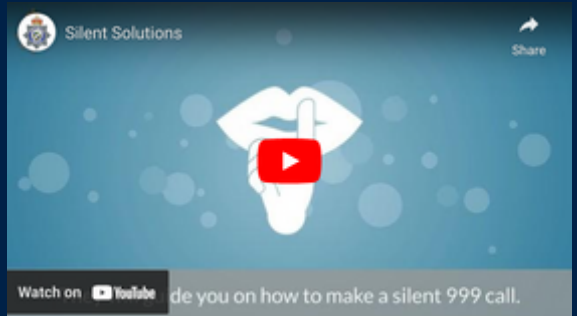 Silent Solutions
Share
Watch on YouTube
de you on how to make a silent 999 call.